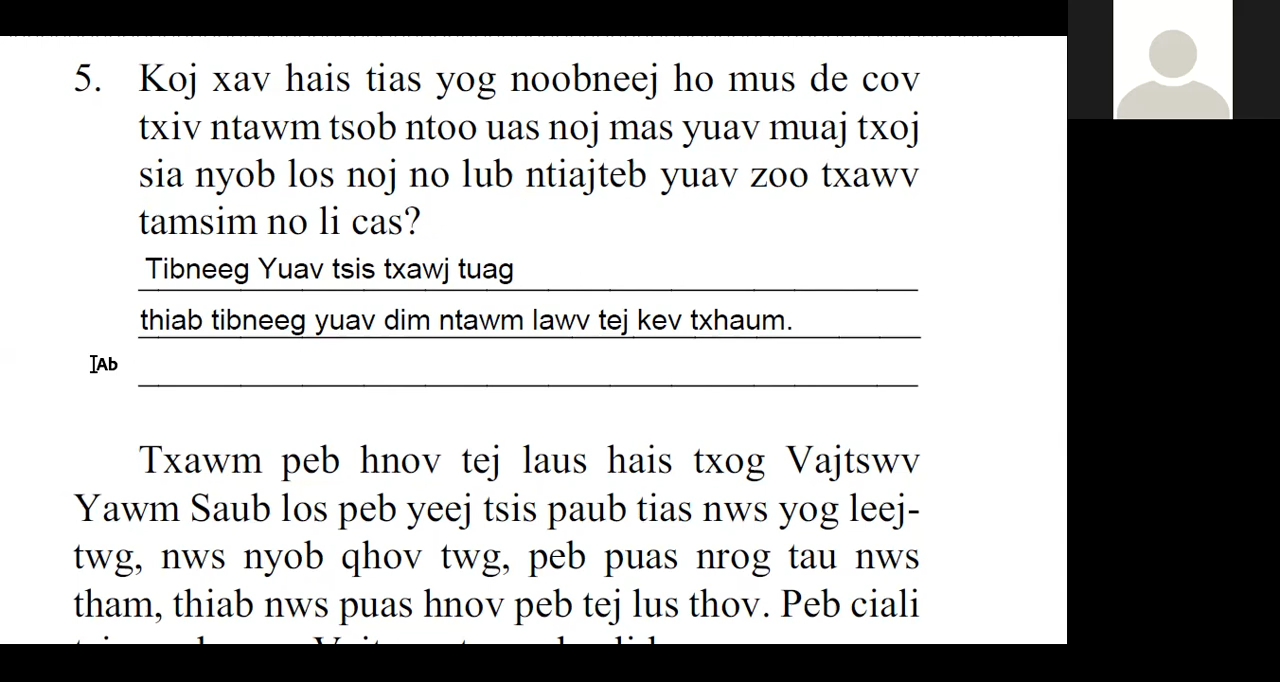 5. Koj xav hais tias yog noobneej ho mus de cov
txiv ntawm tsob ntoo uas noj mas yuav muaj txoj
sia nyob los noj no lub ntiajteb yuav zoo txawv
tamsim no li cas?
Tibneeg Yuav tsis txawj tuag
thiab tibneeg yuav dim ntawm lawv tej kev txhaum.
Ab
Txawm peb hnov tej laus hais txog Vajtswv
Yawm Saub los peb yeej tsis paub tias nws yog leej-
twg, nws nyob qhov twg, peb puas nrog tau nws
tham, thiab nws puas hnov peb tej lus thov. Peb ciali